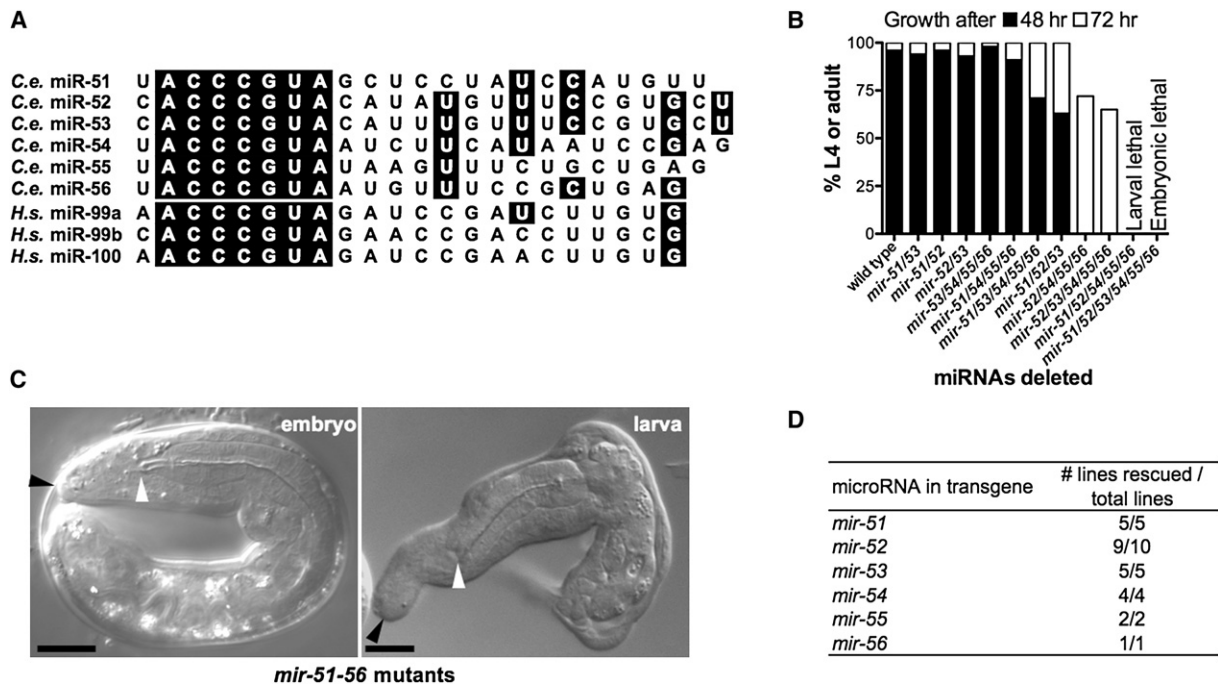 A
C.e. miR-51 U A C C C G U A G C U C C U A U C C A U G U U
C.e. miR-52 C A C C C G U A C A U A U G U U U C C G U G C U
C.e. miR-53 C A C C C G U A C A U U U G U U U C C G U G C U
C.e. miR-54 U A C C C G U A A U C U U C A U A A U C C G A G
C.e. miR-55 U A C C C G U A U A A G U U U C U G C U G A G
C.e. miR-56 U A C C C G U A A U G U U U C C G C U G A G
H.s. miR-99a A A C C C G U A G A U C C G A U C U U G U G
H.s. miR-99b C A C C C G U A G A A C C G A C C U U G C G
H.s. miR-100 A A C C C G U A G A U C C G A A C U U G U G
B
Growth after 48 hr 72 hr
% L4 or adult
100
75
50
25
0
Larval lethal
Embryonic lethal
wild type
mir-51/53
mir-51/52
mir-52/53
mir-53/54/55/56
mir-51/54/55/56
mir-51/53/54/55/56
mir-51/52/53
mir-52/54/55/56
mir-52/53/54/55/56
mir-51/52/54/55/56
mir-51/52/53/54/55/56
miRNAs deleted
C
embryo
larva
mir-51-56 mutants
D
microRNA in transgene # lines rescued /
total lines
mir-51 5/5
mir-52 9/10
mir-53 5/5
mir-54 4/4
mir-55 2/2
mir-56 1/1